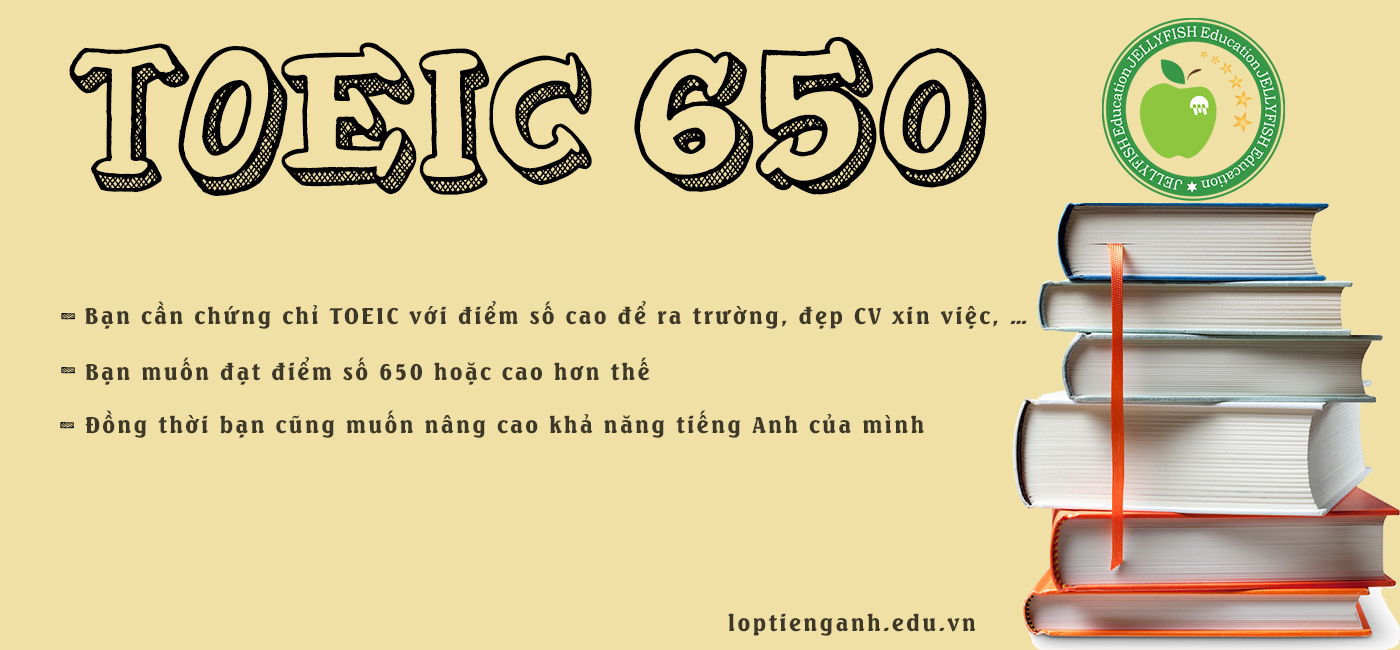 TOEIC 650
JELLYFISH Education JELLYFISH Education JELLYFISH Education
Bạn cần chứng chỉ TOEIC với điểm số cao để ra trường, đẹp CV xin việc, ...
Bạn muốn đạt điểm số 650 hoặc cao hơn thế
Đồng thời bạn cũng muốn nâng cao khả năng tiếng Anh của mình
loptienganh.edu.vn